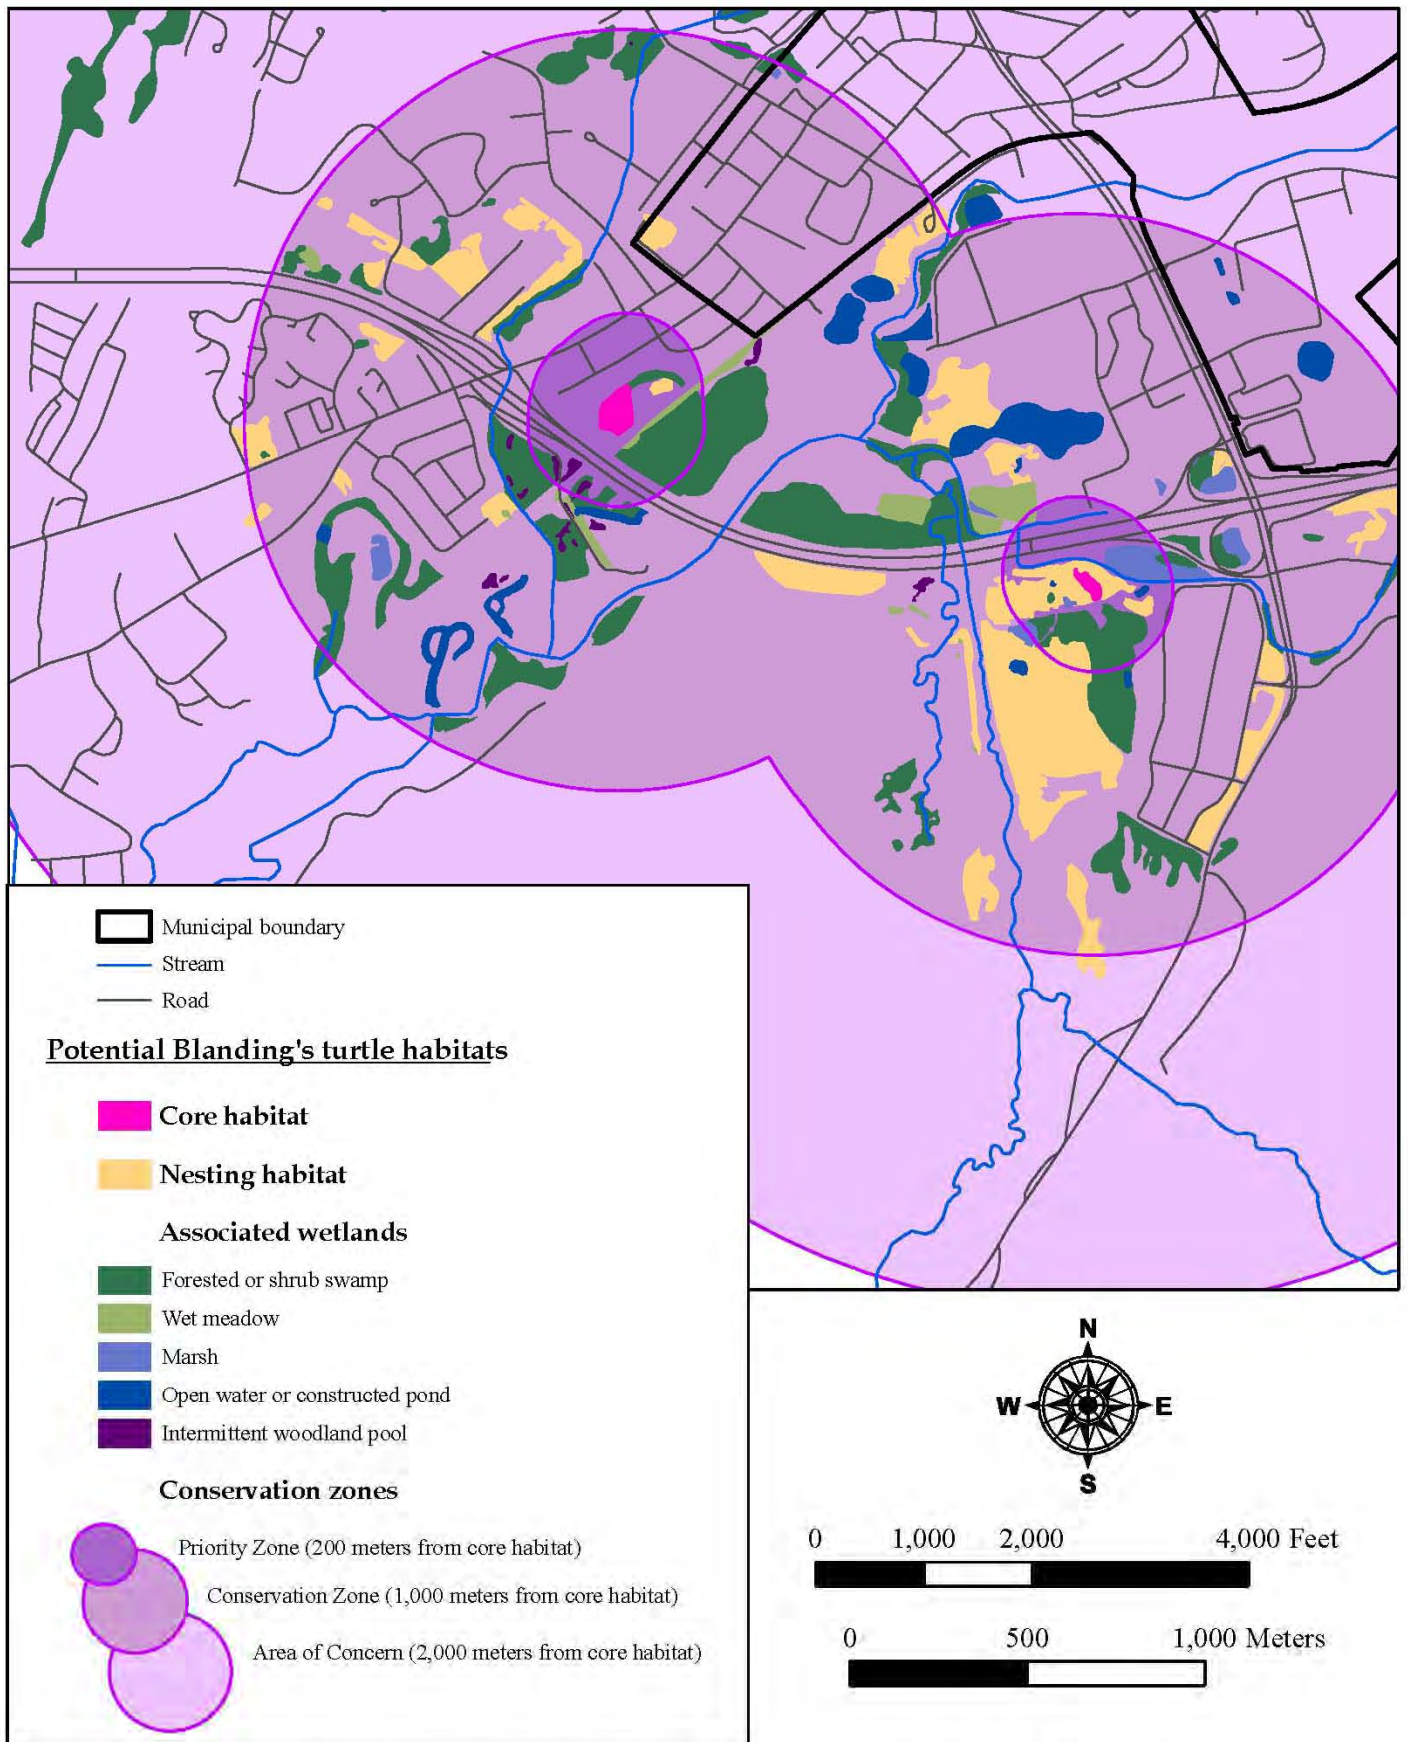 Municipal boundary
Stream
Road
Potential Blanding's turtle habitats
Core habitat
Nesting habitat
Associated wetlands
Forested or shrub swamp
Wet meadow
Marsh
Open water or constructed pond
Intermittent woodland pool
Conservation zones
Priority Zone (200 meters from core habitat)
Conservation Zone (1,000 meters from core habitat)
Area of Concern (2,000 meters from core habitat)
N
W E
S
0 1,000 2,000 4,000 Feet
0 500 1,000 Meters